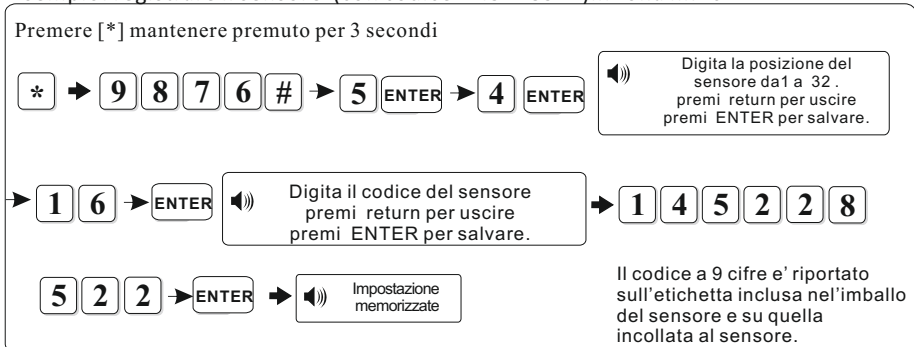 Premere [*] mantenere premuto per 3 secondi
* 9 8 7 6 # 5 ENTER 4 ENTER
Digita la posizione del
sensore da1 a 32 .
premi return per uscire
premi ENTER per salvare.
1 6 ENTER
Digita il codice del sensore
premi return per uscire
premi ENTER per salvare.
1 4 5 2 2 8
5 2 2 ENTER
Impostazione
memorizzate
Il codice a 9 cifre e' riportato
sull'etichetta inclusa nel'imballo
del sensore e su quella
incollata al sensore.